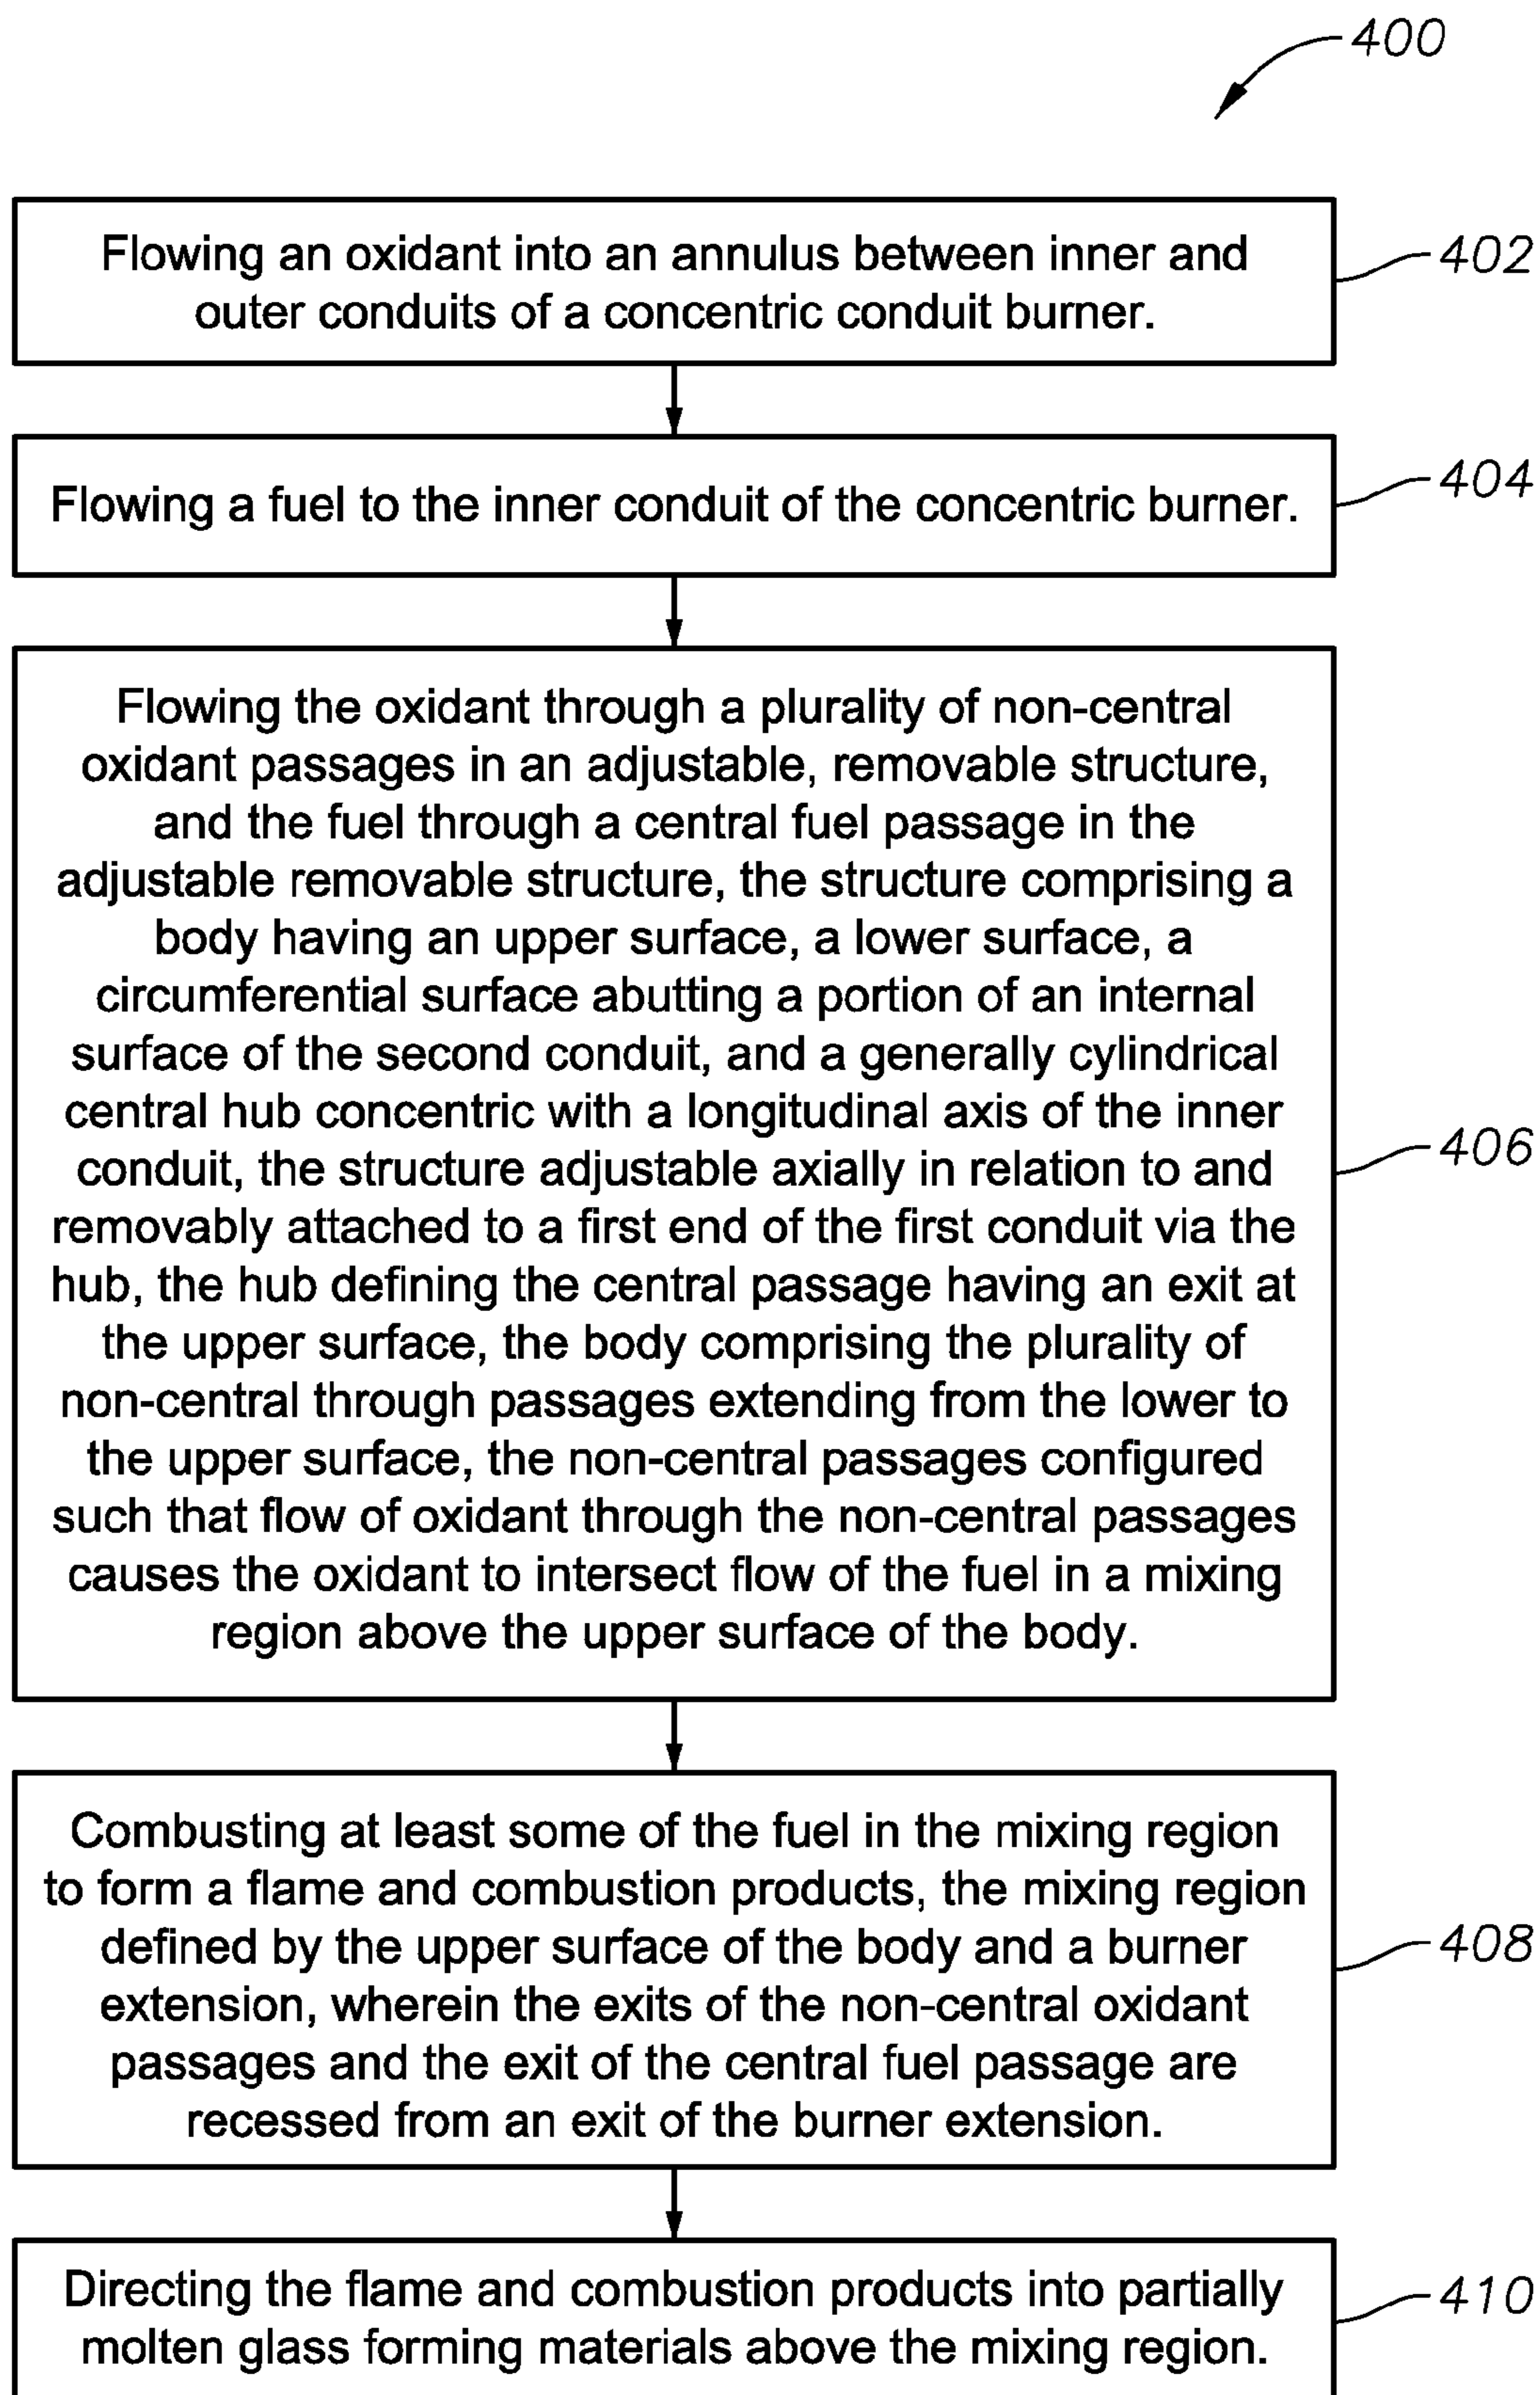 400
Flowing an oxidant into an annulus between inner and
outer conduits of a concentric conduit burner.
402
Flowing a fuel to the inner conduit of the concentric burner.
404
Flowing the oxidant through a plurality of non-central
oxidant passages in an adjustable, removable structure,
and the fuel through a central fuel passage in the
adjustable removable structure, the structure comprising a
body having an upper surface, a lower surface, a
circumferential surface abutting a portion of an internal
surface of the second conduit, and a generally cylindrical
central hub concentric with a longitudinal axis of the inner
conduit, the structure adjustable axially in relation to and
removably attached to a first end of the first conduit via the
hub, the hub defining the central passage having an exit at
the upper surface, the body comprising the plurality of
non-central through passages extending from the lower to
the upper surface, the non-central passages configured
such that flow of oxidant through the non-central passages
causes the oxidant to intersect flow of the fuel in a mixing
region above the upper surface of the body.
406
Combusting at least some of the fuel in the mixing region
to form a flame and combustion products, the mixing region
defined by the upper surface of the body and a burner
extension, wherein the exits of the non-central oxidant
passages and the exit of the central fuel passage are
recessed from an exit of the burner extension.
408
Directing the flame and combustion products into partially
molten glass forming materials above the mixing region.
410